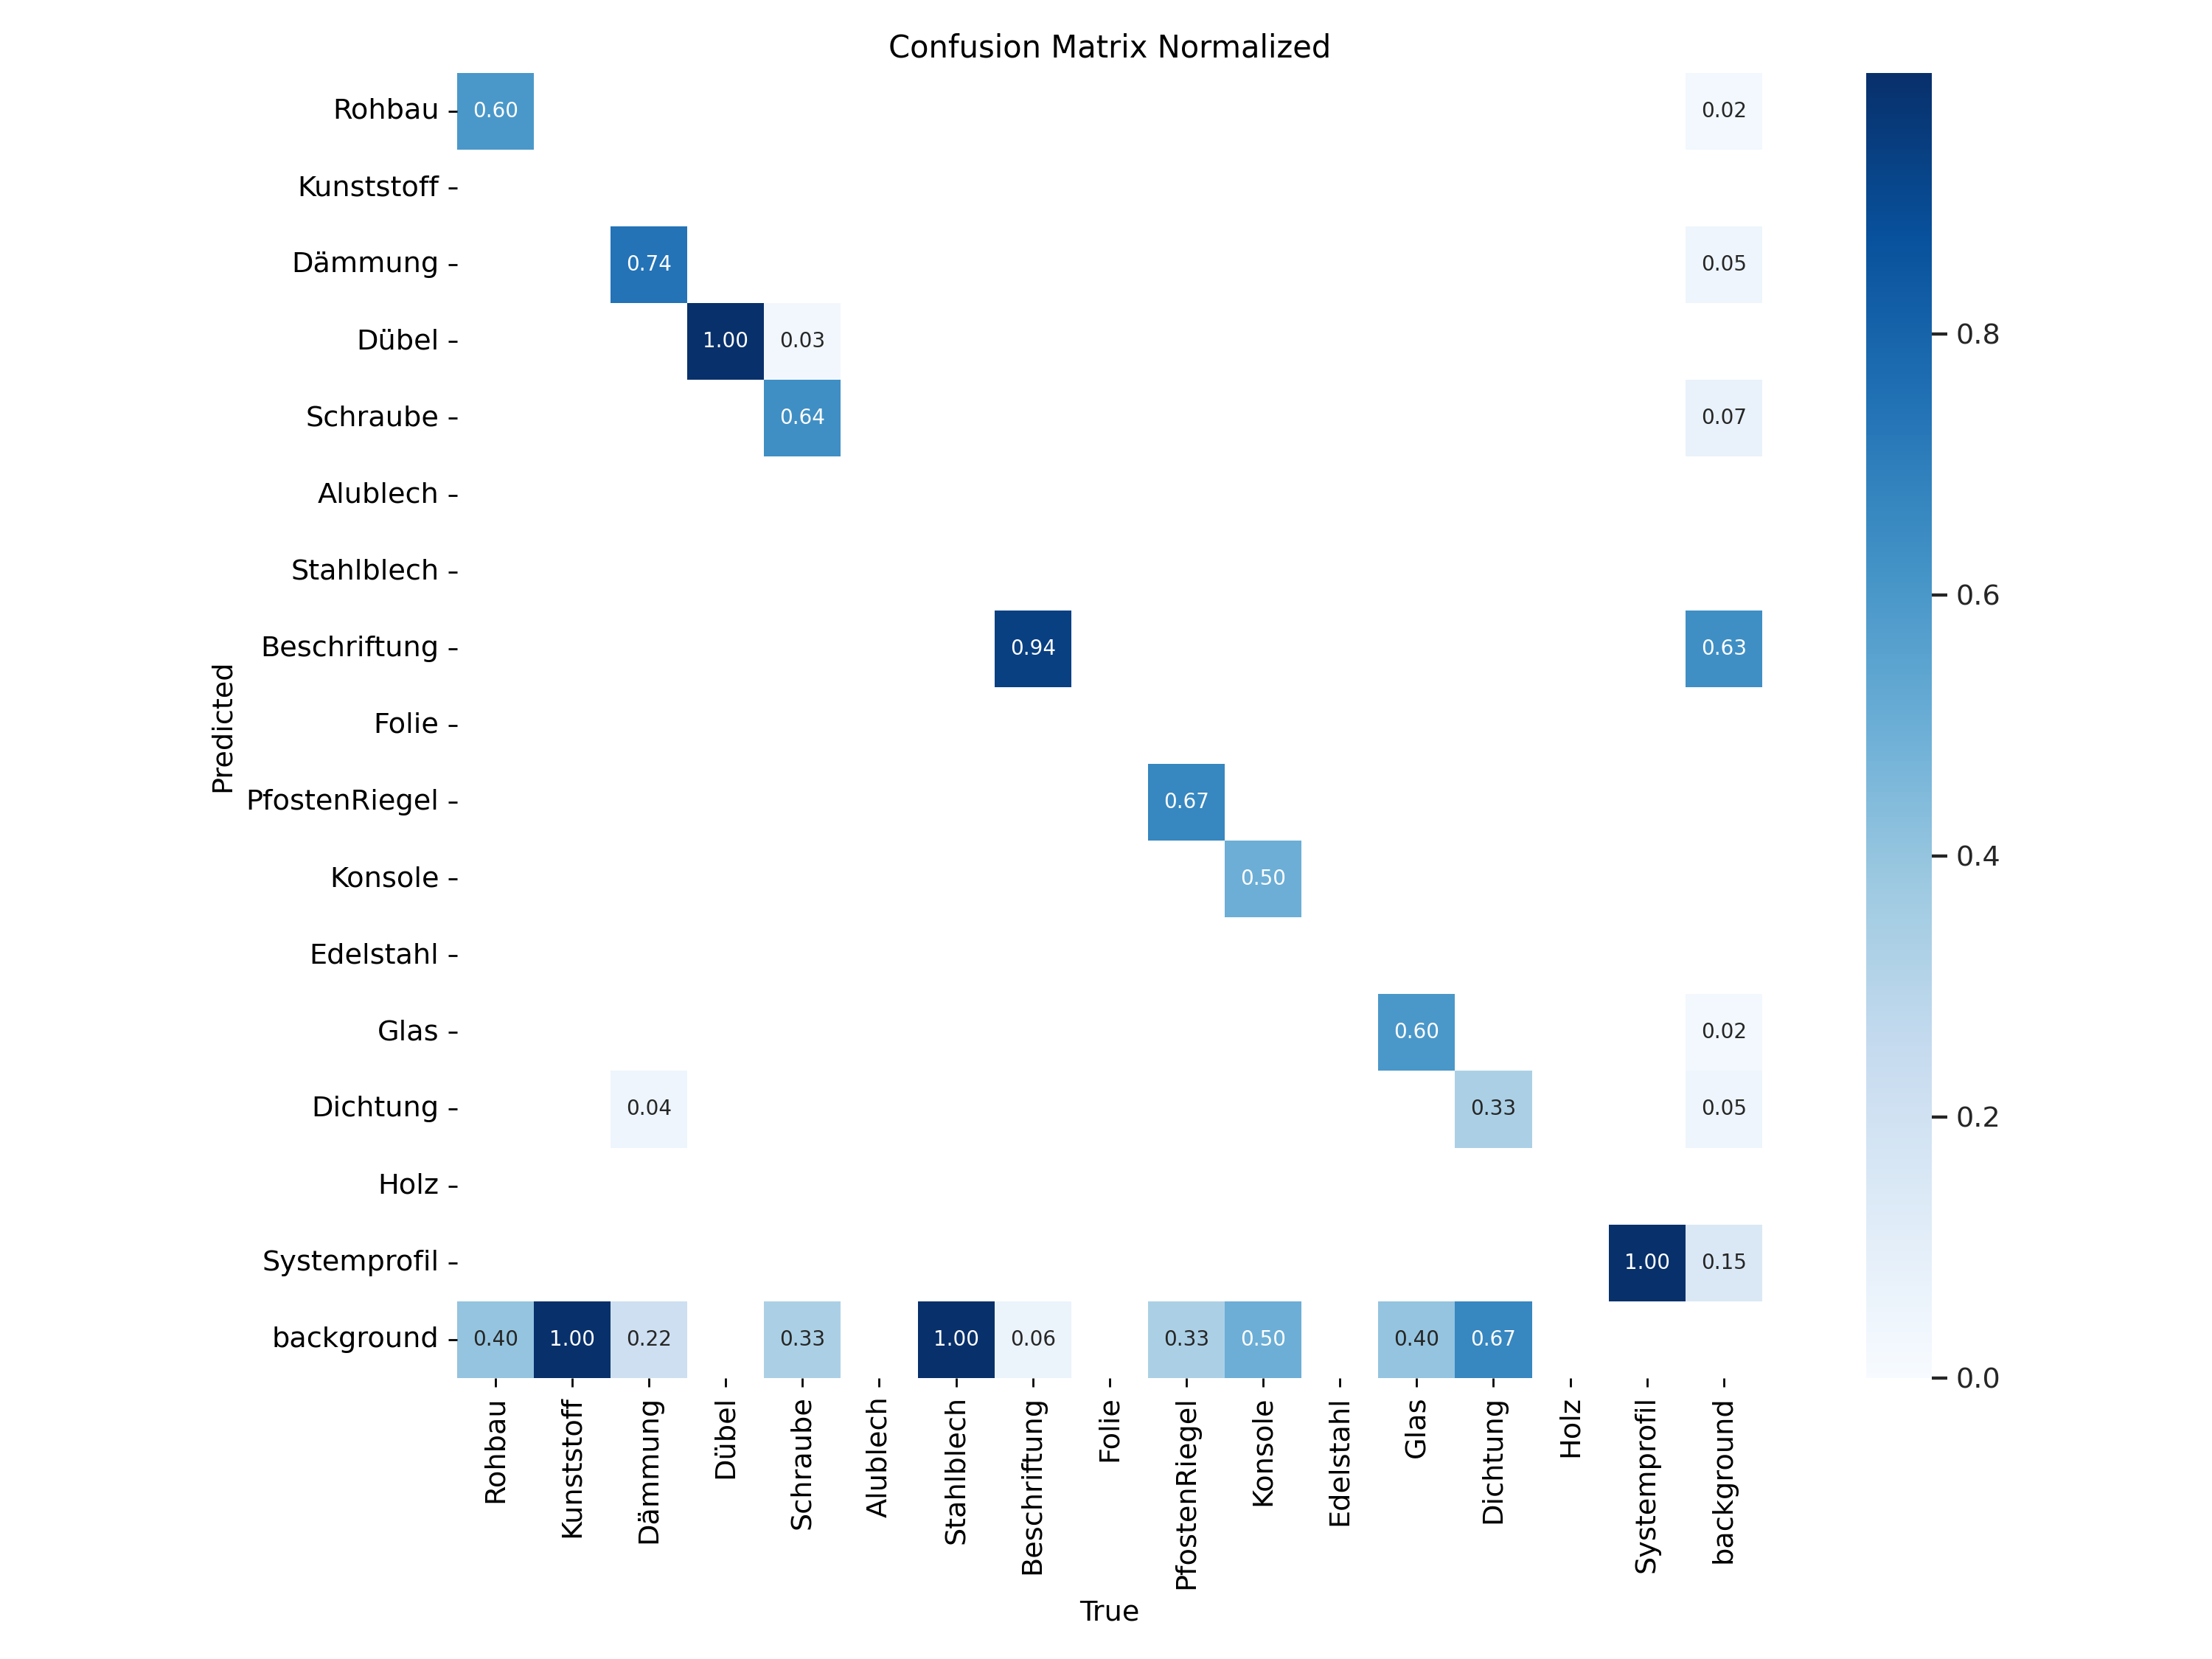 Confusion Matrix Normalized
Rohbau 0.60 0.02
Kunststoff
Dämmung 0.74 0.05
Dübel 1.00 0.03
Schraube 0.64 0.07
Alublech
Stahlblech
Beschriftung 0.94 0.63
Folie
PfostenRiegel 0.67
Konsole 0.50
Edelstahl
Glas 0.60 0.02
Dichtung 0.04 0.33 0.05
Holz
Systemprofil 1.00 0.15
background 0.40 1.00 0.22 0.33 1.00 0.06 0.33 0.50 0.40 0.67
Predicted
Rohbau
Kunststoff
Dämmung
Dübel
Schraube
Alublech
Stahlblech
Beschriftung
Folie
PfostenRiegel
Konsole
Edelstahl
Glas
Dichtung
Holz
Systemprofil
background
True
0.8
0.6
0.4
0.2
0.0